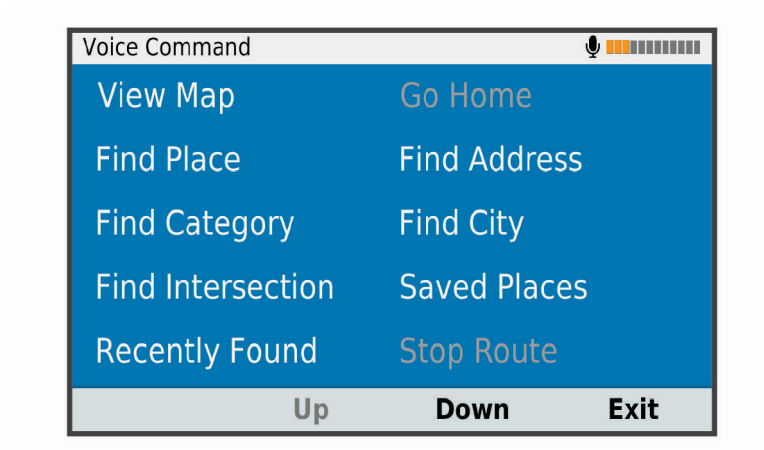 Voice Command
View Map Go Home
Find Place Find Address
Find Category Find City
Find Intersection Saved Places
Recently Found Stop Route
Up Down Exit